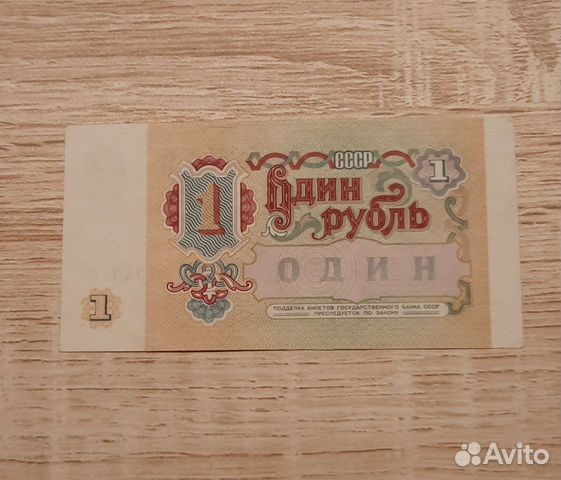 СССР
1
1
Один
рубль
ОДИН
1
ПОДДЕЛКА БИЛЕТОВ ГОСУДАРСТВЕННОГО БАНКА СССР
ПРЕСЛЕДУЕТСЯ ПО ЗАКОНУ
Avito